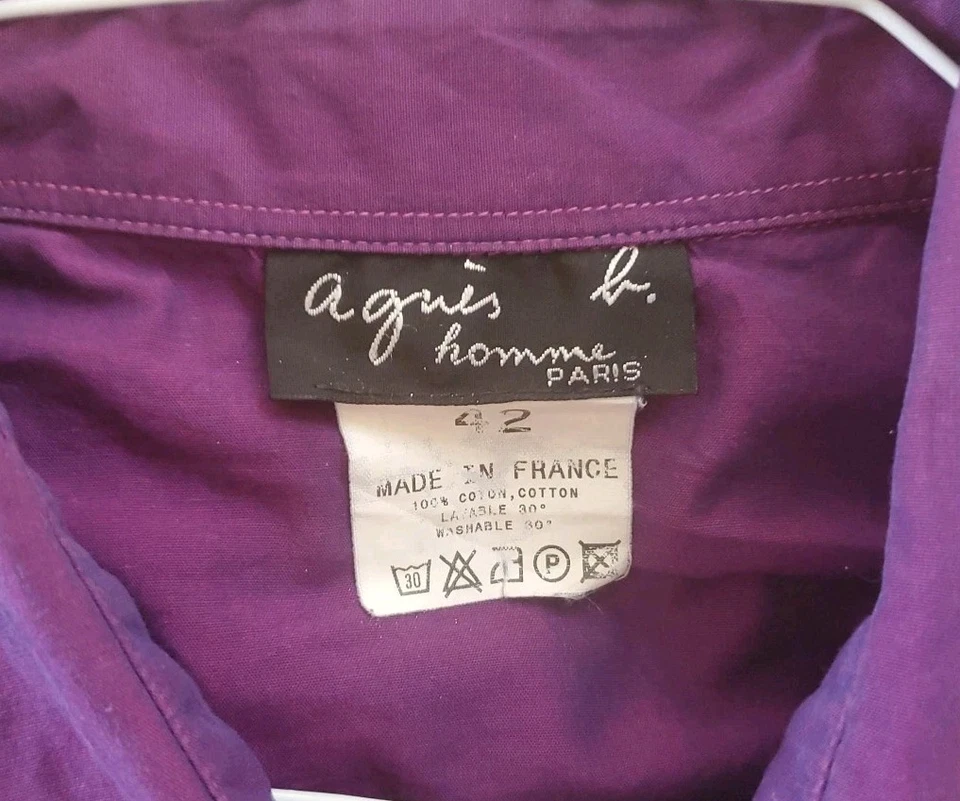 agnès b.
homme
PARIS
42
MADE IN FRANCE
100% COTON, COTTON
LAVABLE 30°
WASHABLE 30°
30 P